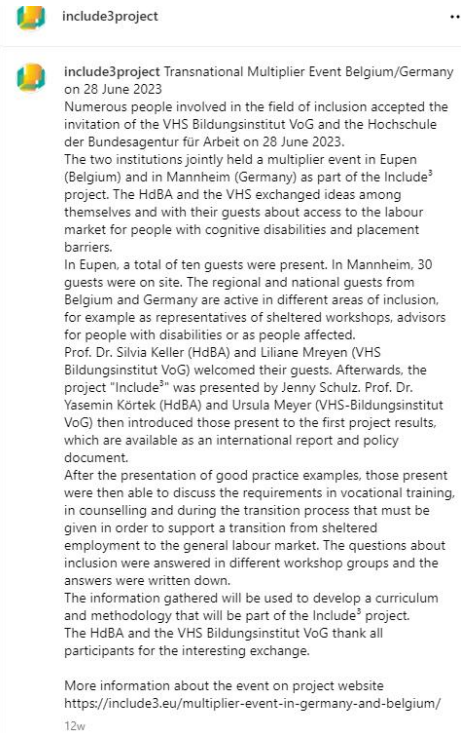 include3project
include3project Transnational Multiplier Event Belgium/Germany
on 28 June 2023
Numerous people involved in the field of inclusion accepted the
invitation of the VHS Bildungsinstitut VoG and the Hochschule
der Bundesagentur für Arbeit on 28 June 2023.
The two institutions jointly held a multiplier event in Eupen
(Belgium) and in Mannheim (Germany) as part of the Include³
project. The HdBA and the VHS exchanged ideas among
themselves and with their guests about access to the labour
market for people with cognitive disabilities and placement
barriers.
In Eupen, a total of ten guests were present. In Mannheim, 30
guests were on site. The regional and national guests from
Belgium and Germany are active in different areas of inclusion,
for example as representatives of sheltered workshops, advisors
for people with disabilities or as people affected.
Prof. Dr. Silvia Keller (HdBA) and Liliane Mreyen (VHS
Bildungsinstitut VoG) welcomed their guests. Afterwards, the
project "Include³" was presented by Jenny Schulz. Prof. Dr.
Yasemin Körtek (HdBA) and Ursula Meyer (VHS-Bildungsinstitut
VoG) then introduced those present to the first project results,
which are available as an international report and policy
document.
After the presentation of good practice examples, those present
were then able to discuss the requirements in vocational training,
in counselling and during the transition process that must be
given in order to support a transition from sheltered
employment to the general labour market. The questions about
inclusion were answered in different workshop groups and the
answers were written down.
The information gathered will be used to develop a curriculum
and methodology that will be part of the Include³ project.
The HdBA and the VHS Bildungsinstitut VoG thank all
participants for the interesting exchange.
More information about the event on project website
https://include3.eu/multiplier-event-in-germany-and-belgium/
12w